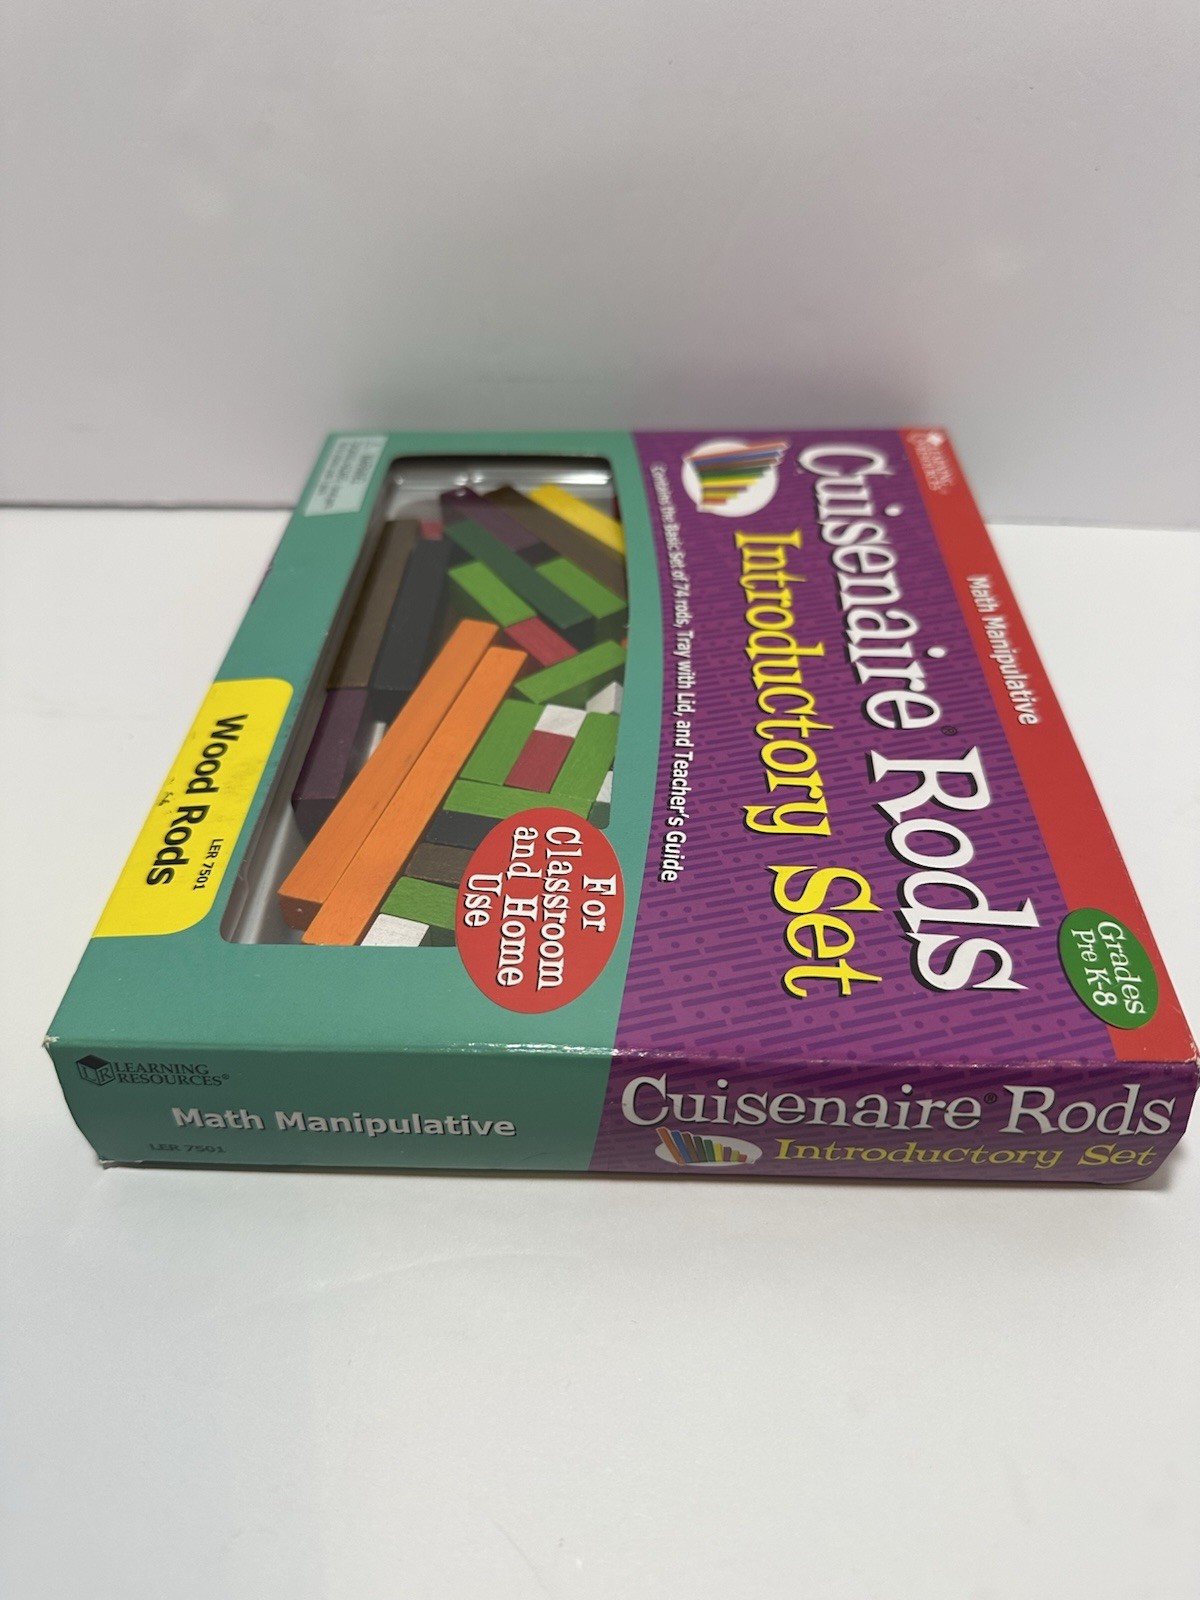 LEARNING
RESOURCES®
Math Manipulative
Cuisenaire® Rods
Introductory Set
Contains the Basic Set of 74 rods, Tray with Lid, and Teacher's Guide
Grades
Pre K-8
For
Classroom
and Home
Use
LER 7501
Wood Rods
LEARNING
RESOURCES®
Math Manipulative
LER 7501
Cuisenaire® Rods
Introductory Set